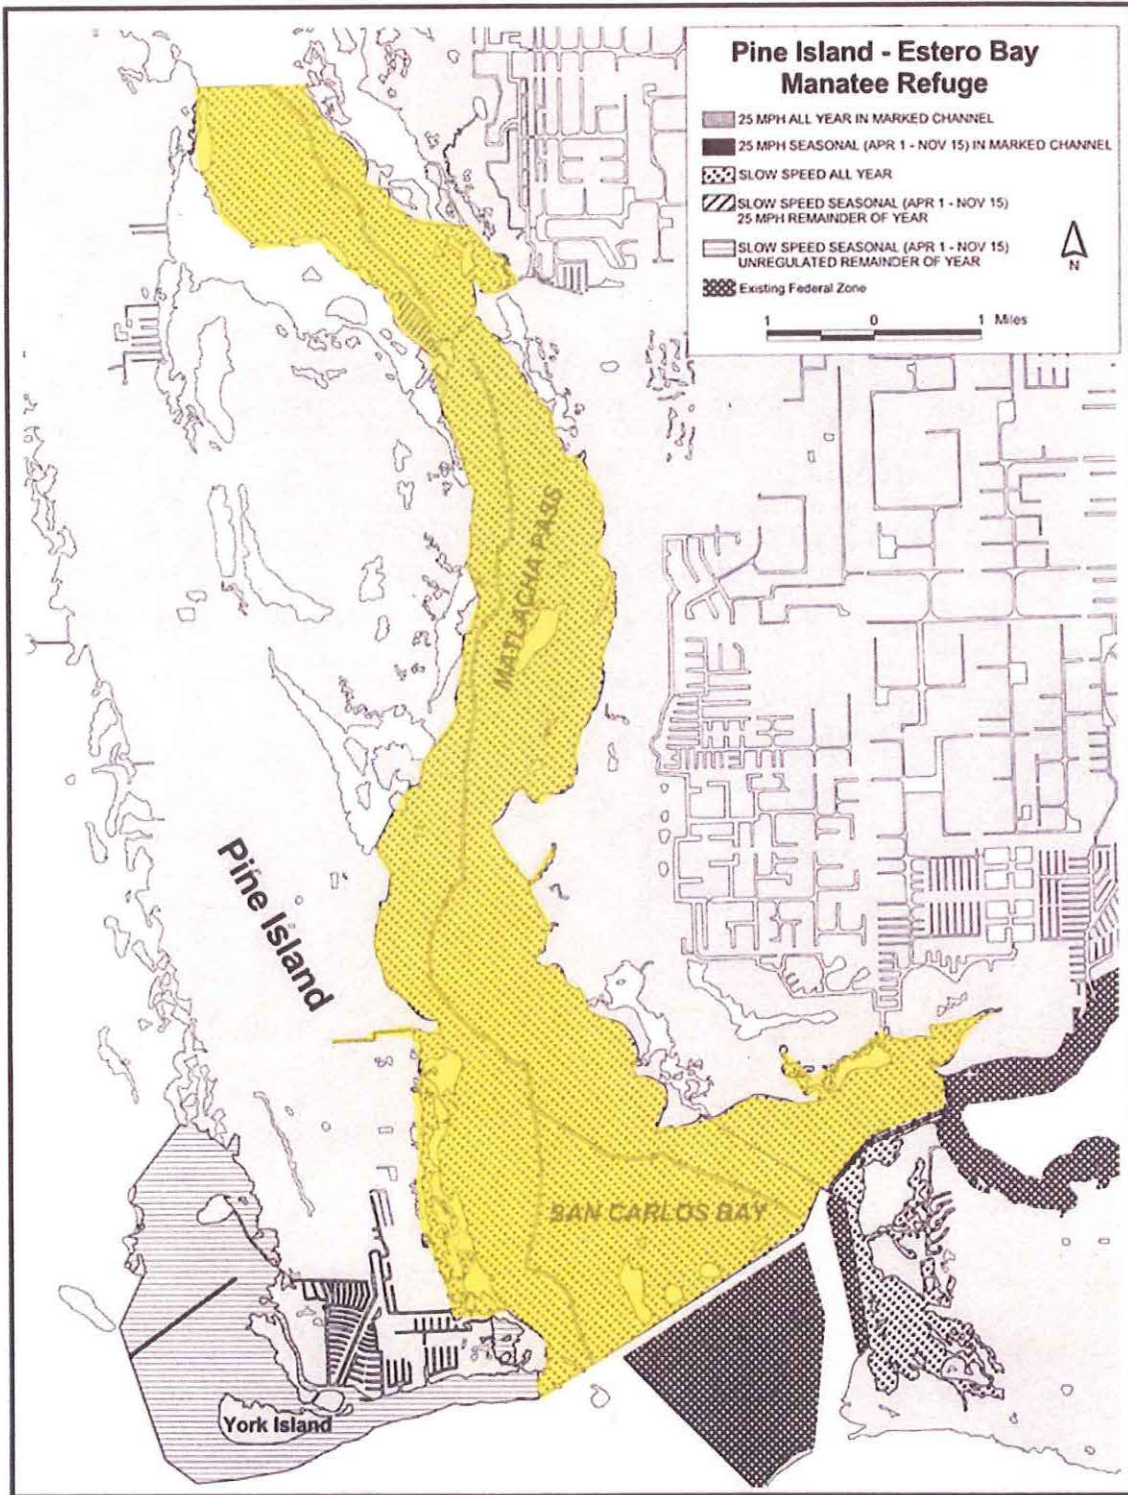 Pine Island - Estero Bay
Manatee Refuge
25 MPH ALL YEAR IN MARKED CHANNEL
25 MPH SEASONAL (APR 1 - NOV 15) IN MARKED CHANNEL
SLOW SPEED ALL YEAR
SLOW SPEED SEASONAL (APR 1 - NOV 15)
25 MPH REMAINDER OF YEAR
SLOW SPEED SEASONAL (APR 1 - NOV 15)
UNREGULATED REMAINDER OF YEAR
N
Existing Federal Zone
1 0 1 Miles
MATLACHA PASS
Pine Island
SAN CARLOS BAY
York Island